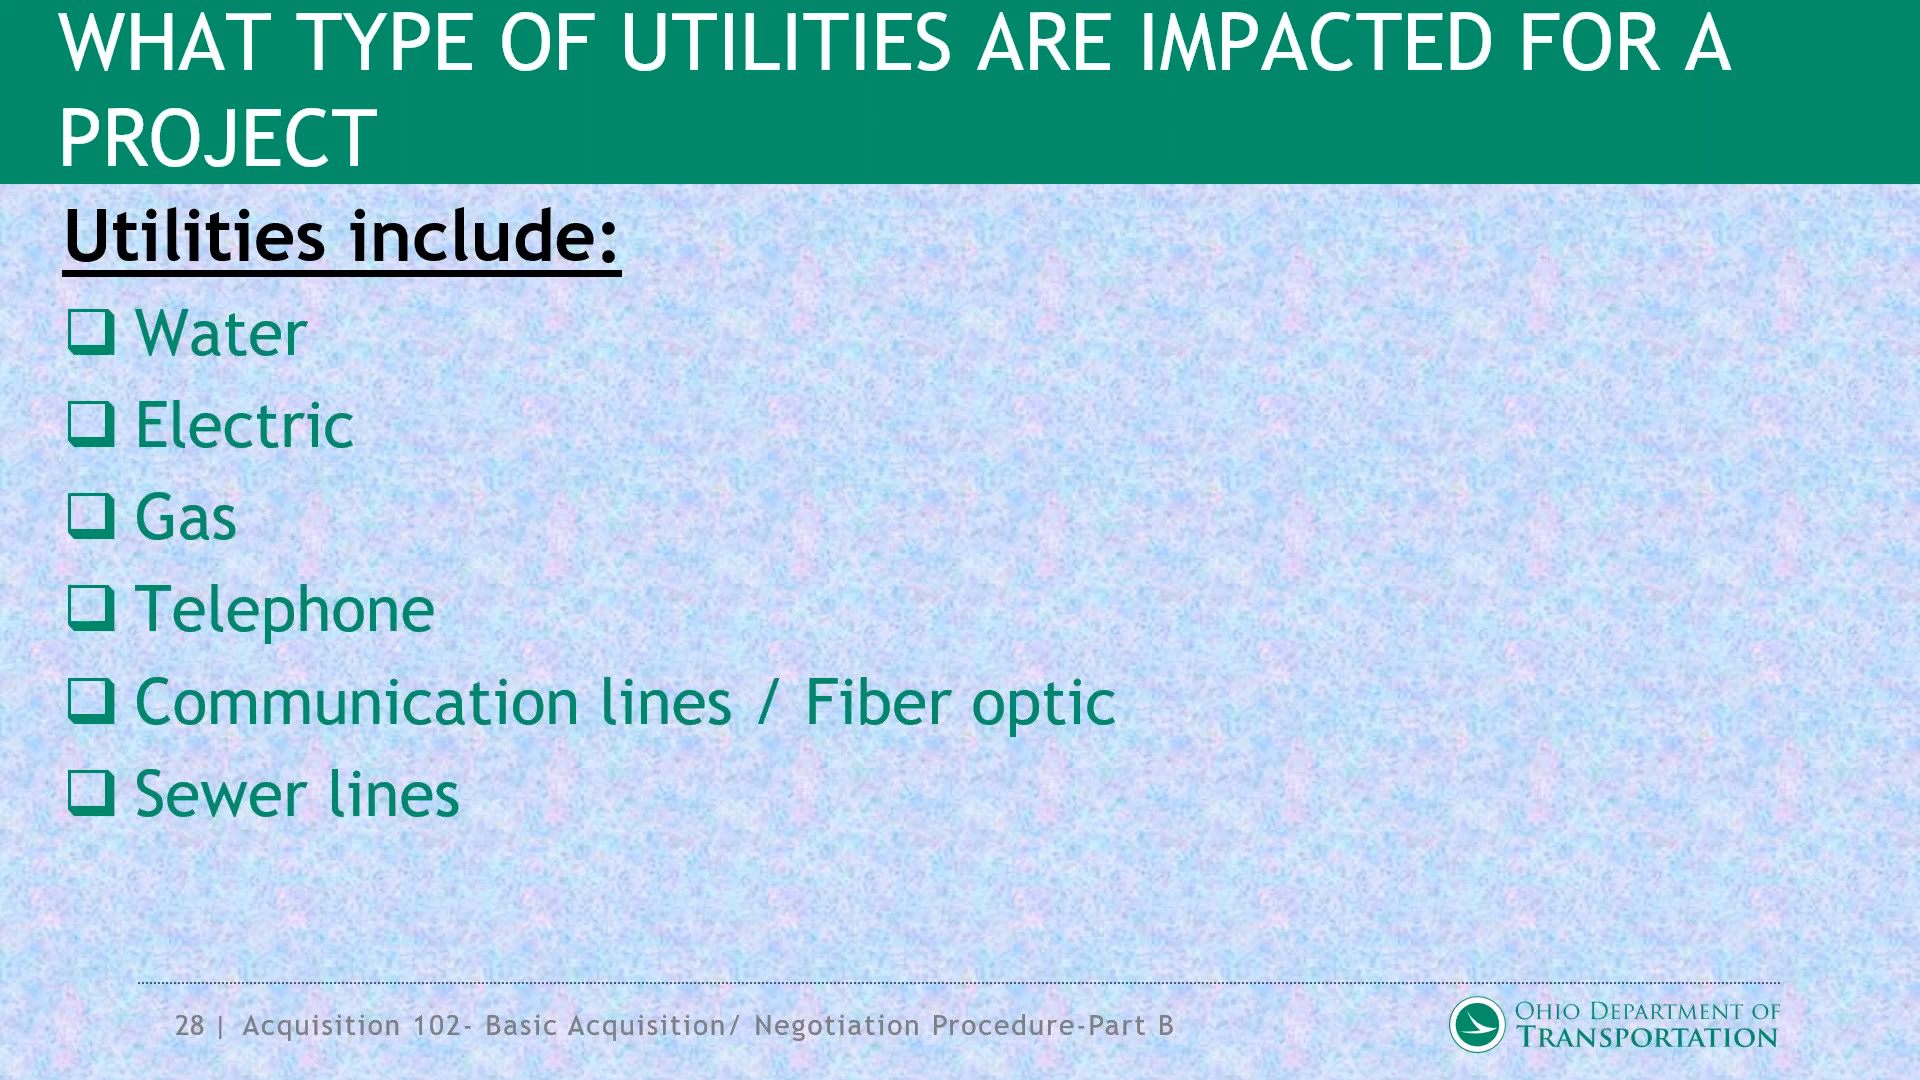 WHAT TYPE OF UTILITIES ARE IMPACTED FOR A
PROJECT
Utilities include:
❑ Water
❑ Electric
❑ Gas
❑ Telephone
❑ Communication lines / Fiber optic
❑ Sewer lines
28 | Acquisition 102- Basic Acquisition/ Negotiation Procedure-Part B
OHIO DEPARTMENT OF
TRANSPORTATION